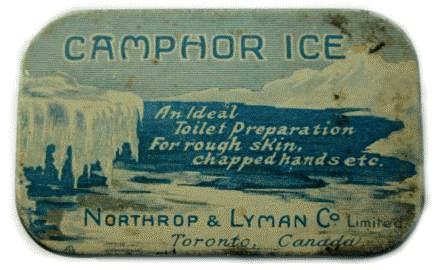 CAMPHOR ICE
An Ideal
Toilet Preparation
For rough skin,
chapped hands etc.
NORTHROP & LYMAN Co Limited
Toronto, Canada